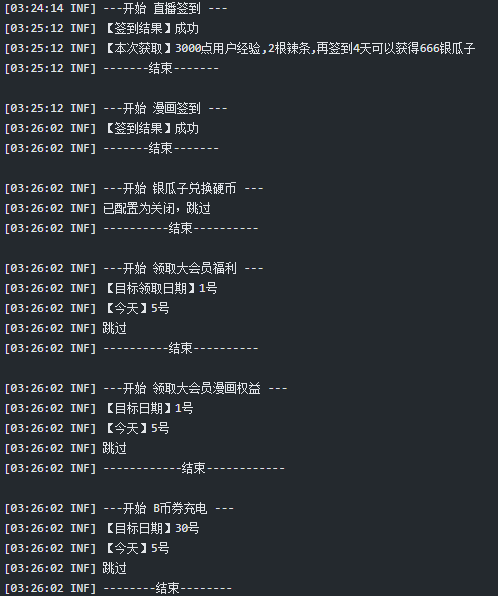 [03:24:14 INF] ---开始 直播签到 ---
[03:25:12 INF] 【签到结果】成功
[03:25:12 INF] 【本次获取】3000点用户经验,2根辣条,再签到4天可以获得666银瓜子
[03:25:12 INF] -------结束-------
[03:25:12 INF] ---开始 漫画签到 ---
[03:26:02 INF] 【签到结果】成功
[03:26:02 INF] -------结束-------
[03:26:02 INF] ---开始 银瓜子兑换硬币 ---
[03:26:02 INF] 已配置为关闭，跳过
[03:26:02 INF] ----------结束----------
[03:26:02 INF] ---开始 领取大会员福利 ---
[03:26:02 INF] 【目标领取日期】1号
[03:26:02 INF] 【今天】5号
[03:26:02 INF] 跳过
[03:26:02 INF] ----------结束----------
[03:26:02 INF] ---开始 领取大会员漫画权益 ---
[03:26:02 INF] 【目标日期】1号
[03:26:02 INF] 【今天】5号
[03:26:02 INF] 跳过
[03:26:02 INF] ------------结束------------
[03:26:02 INF] ---开始 B币券充电 ---
[03:26:02 INF] 【目标日期】30号
[03:26:02 INF] 【今天】5号
[03:26:02 INF] 跳过
[03:26:02 INF] --------结束--------